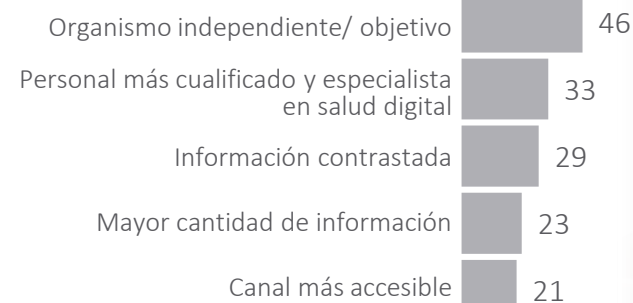 Organismo independiente/ objetivo 46
Personal más cualificado y especialista
en salud digital 33
Información contrastada 29
Mayor cantidad de información 23
Canal más accesible 21